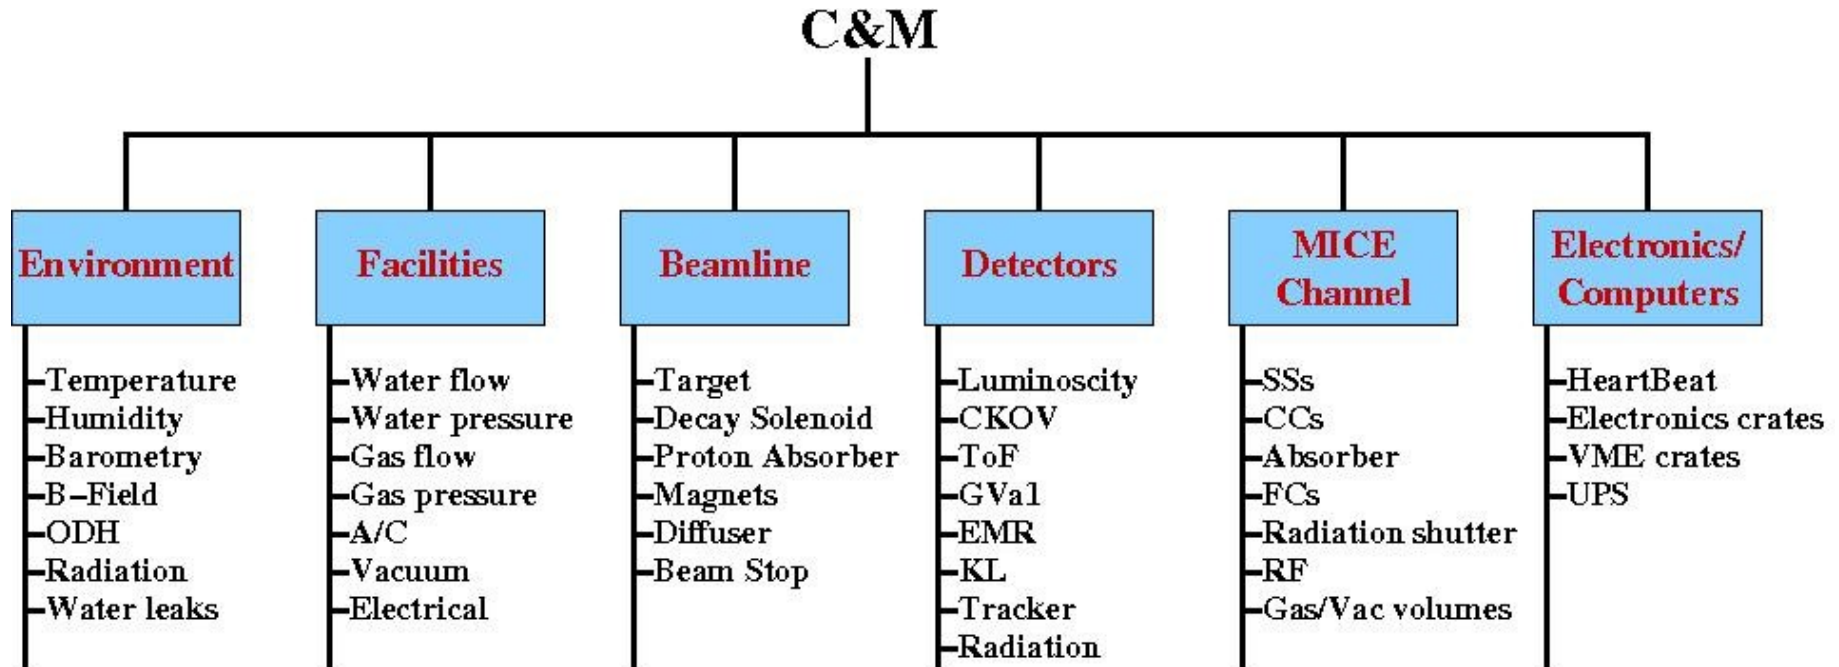 C&M
Environment
Temperature
Humidity
Barometry
B-Field
ODH
Radiation
Water leaks
Facilities
Water flow
Water pressure
Gas flow
Gas pressure
A/C
Vacuum
Electrical
Beamline
Target
Decay Solenoid
Proton Absorber
Magnets
Diffuser
Beam Stop
Detectors
Luminoscity
CKOV
ToF
GVa1
EMR
KL
Tracker
Radiation
MICE
Channel
SSs
CCs
Absorber
FCs
Radiation shutter
RF
Gas/Vac volumes
Electronics/
Computers
HeartBeat
Electronics crates
VME crates
UPS